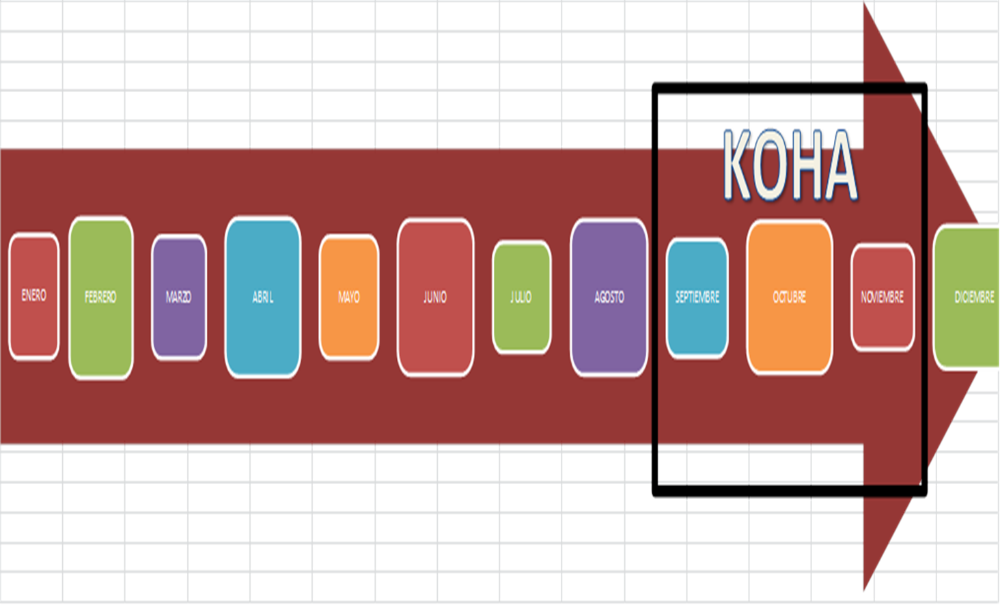 KOHA
ENERO
FEBRERO
MARZO
ABRIL
MAYO
JUNIO
JULIO
AGOSTO
SEPTIEMBRE
OCTUBRE
NOVIEMBRE
DICIEMBRE